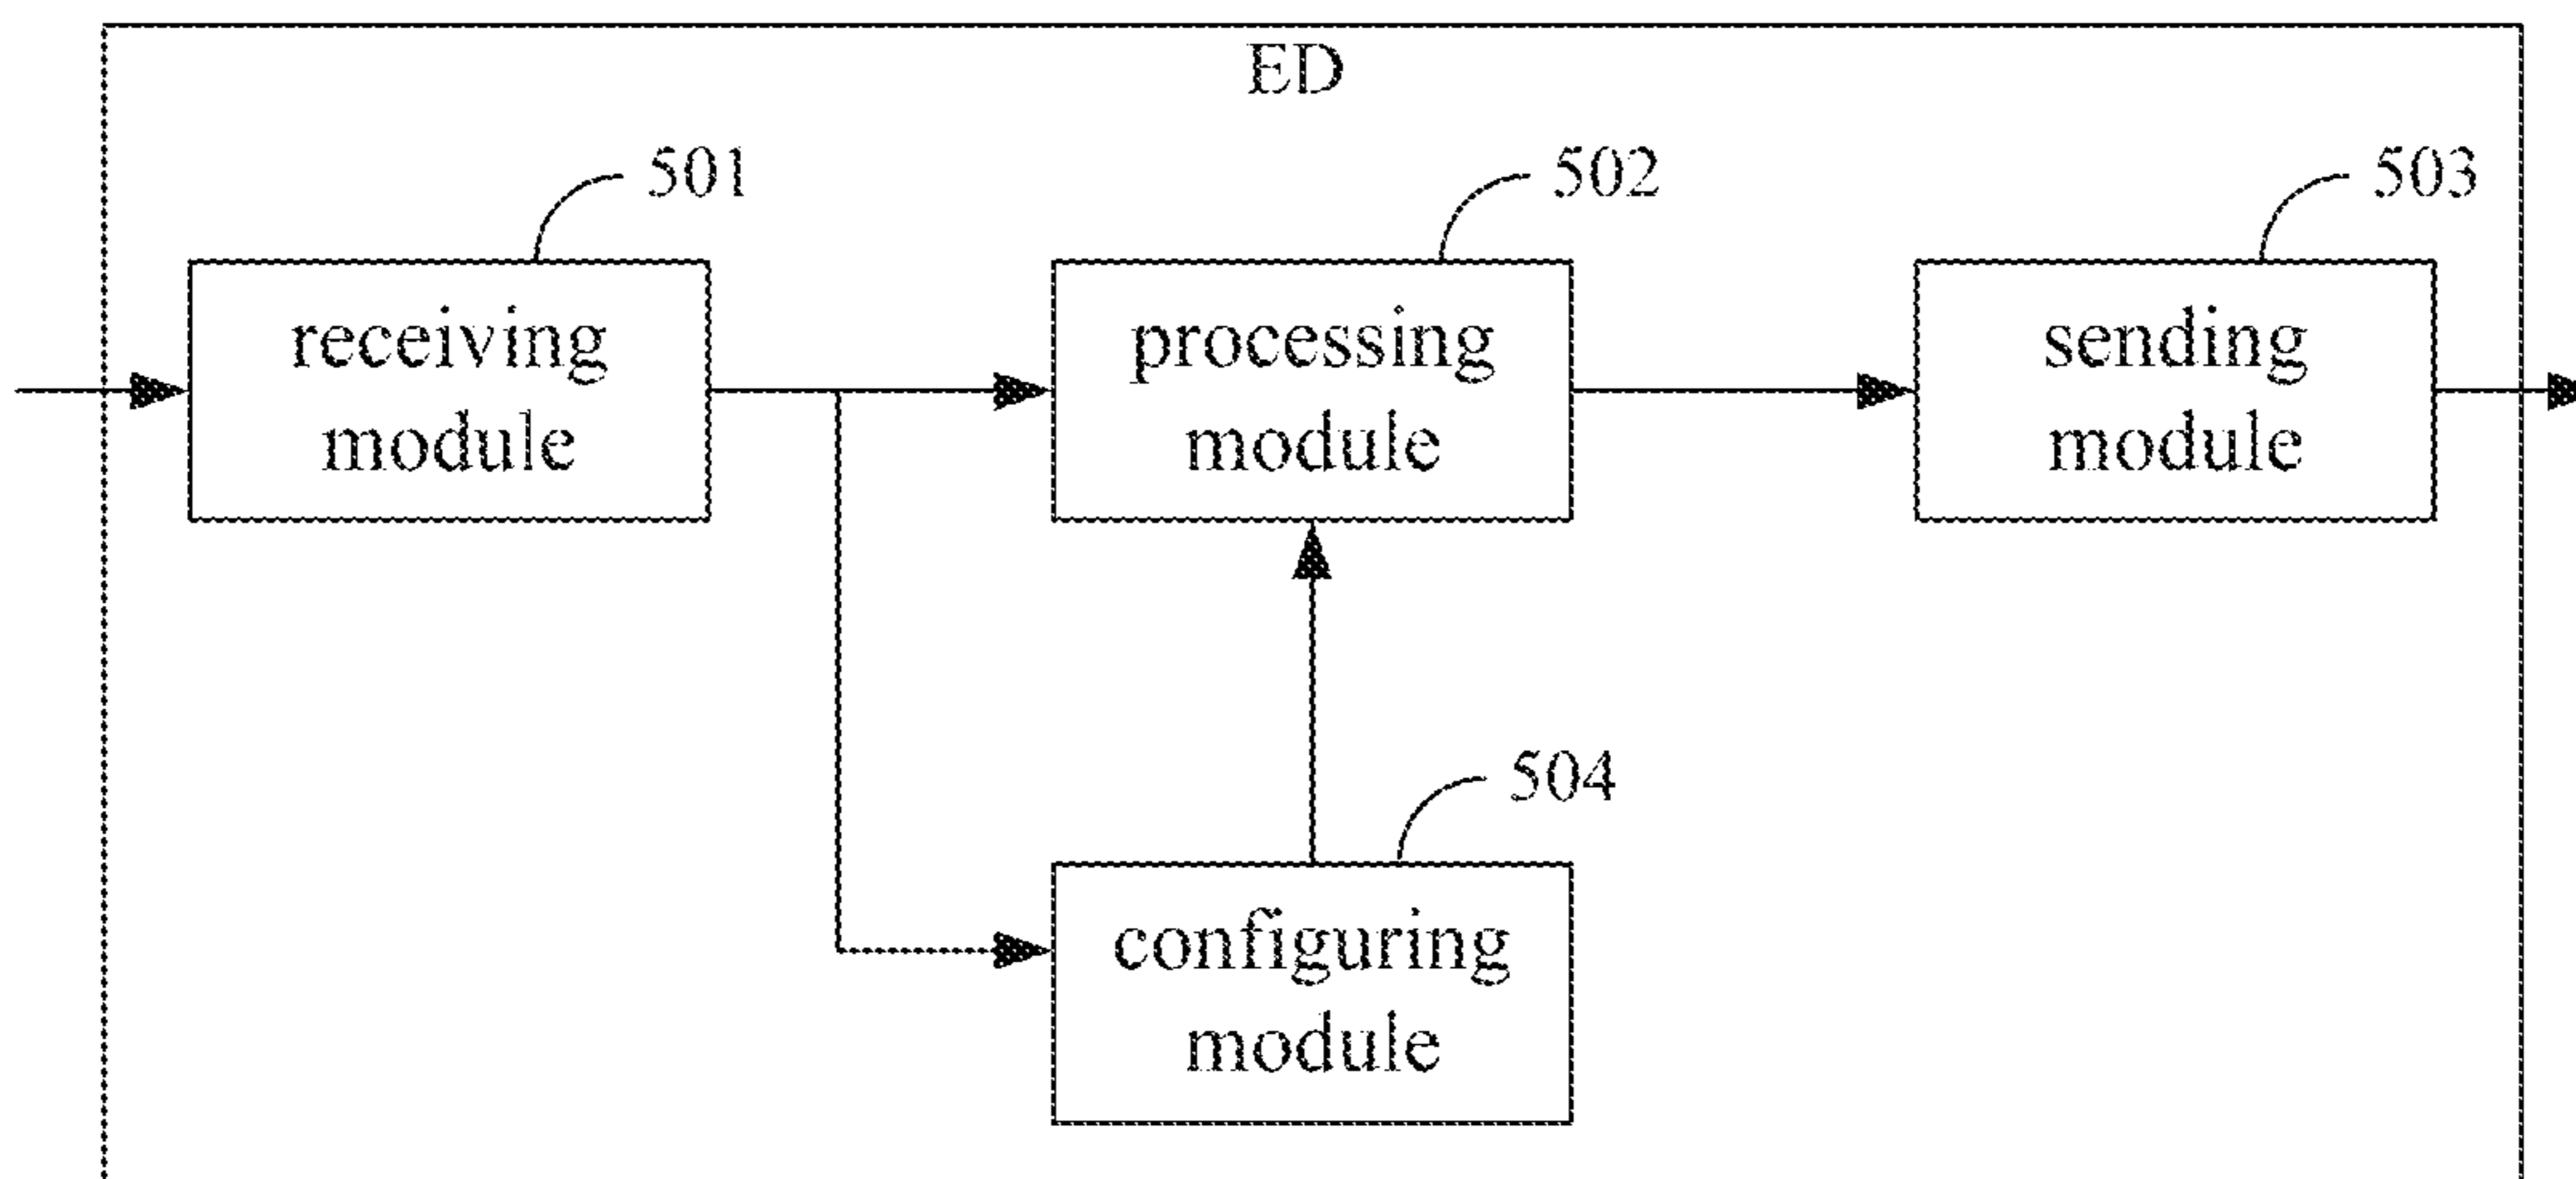 ED
501
502
503
receiving
module
processing
module
sending
module
504
configuring
module